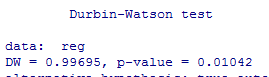 Durbin-Watson test
data:  reg
DW = 0.99695, p-value = 0.01042